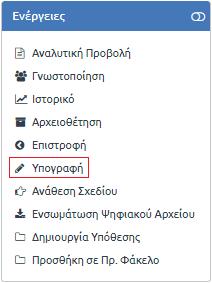 Ενέργειες
Αναλυτική Προβολή
Γνωστοποίηση
Ιστορικό
Αρχειοθέτηση
Επιστροφή
Υπογραφή
Ανάθεση Σχεδίου
Ενσωμάτωση Ψηφιακού Αρχείου
Δημιουργία Υπόθεσης
Προσθήκη σε Πρ. Φάκελο